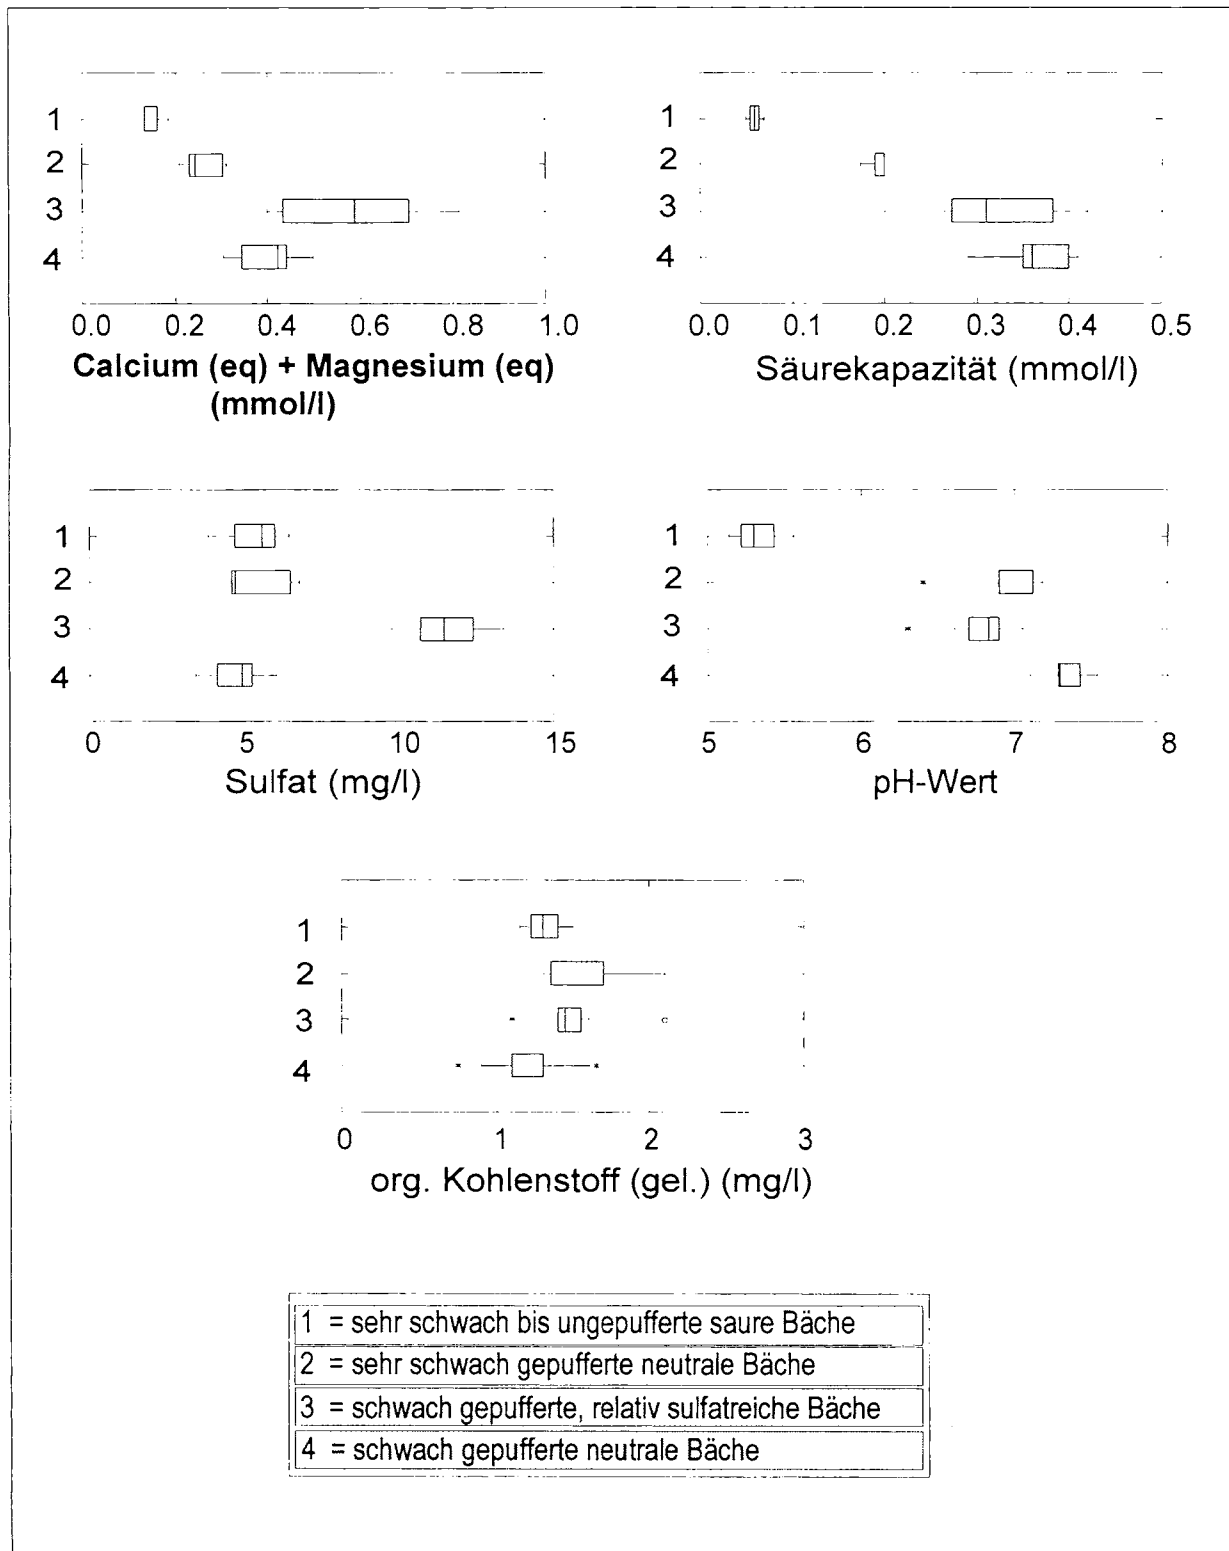 1
2
3
4
0.0 0.2 0.4 0.6 0.8 1.0
Calcium (eq) + Magnesium (eq)
(mmol/l)
1
2
3
4
0.0 0.1 0.2 0.3 0.4 0.5
Säurekapazität (mmol/l)
1
2
3
4
0 5 10 15
Sulfat (mg/l)
1
2
3
4
5 6 7 8
pH-Wert
1
2
3
4
0 1 2 3
org. Kohlenstoff (gel.) (mg/l)
1 = sehr schwach bis ungepufferte saure Bäche
2 = sehr schwach gepufferte neutrale Bäche
3 = schwach gepufferte, relativ sulfatreiche Bäche
4 = schwach gepufferte neutrale Bäche